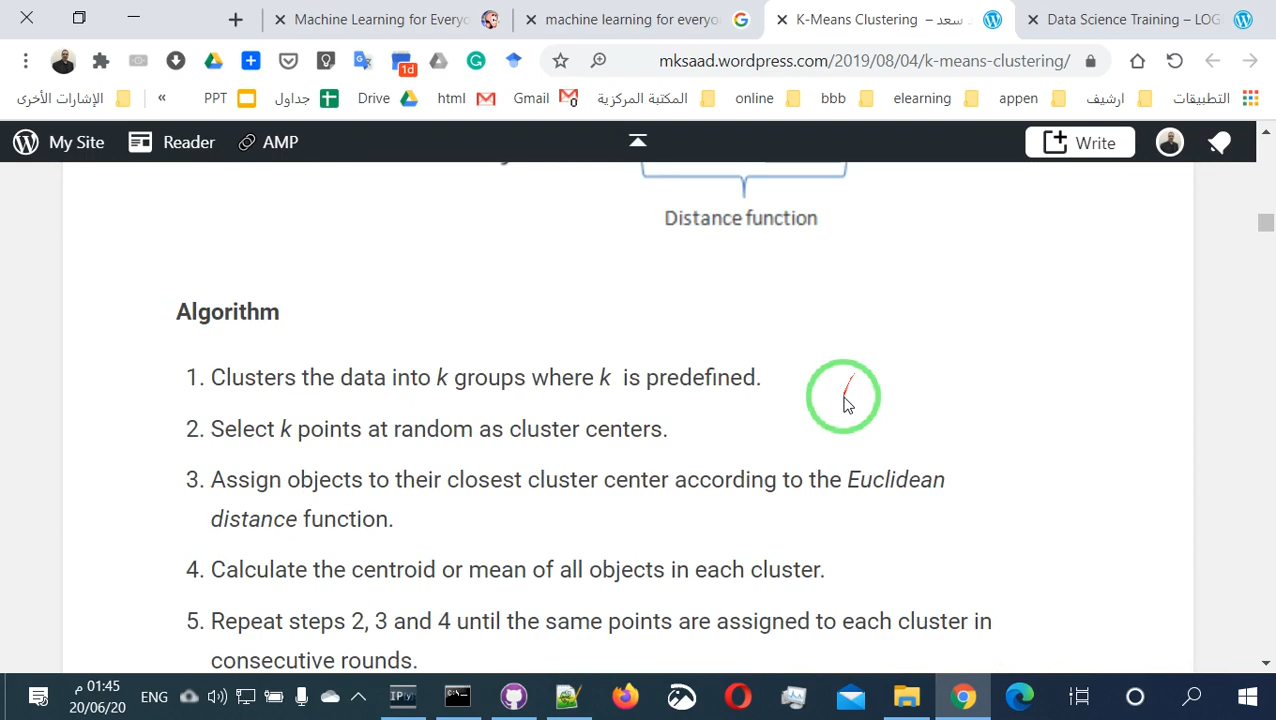 Machine Learning for Everyo
machine learning for everyo
K-Means Clustering – د. سعد
Data Science Training – LOG
mksaad.wordpress.com/2019/08/04/k-means-clustering/
1d
الإشارات الأخرى
«
PPT
جداول
Drive
html
Gmail
المكتبة المركزية
online
bbb
elearning
appen
ارشيف
التطبيقات
My Site
Reader
AMP
Write
Distance function
Algorithm
1. Clusters the data into k groups where k is predefined.
2. Select k points at random as cluster centers.
3. Assign objects to their closest cluster center according to the Euclidean
distance function.
4. Calculate the centroid or mean of all objects in each cluster.
5. Repeat steps 2, 3 and 4 until the same points are assigned to each cluster in
consecutive rounds.
01:45 م
20/06/20
ENG
IP[y]